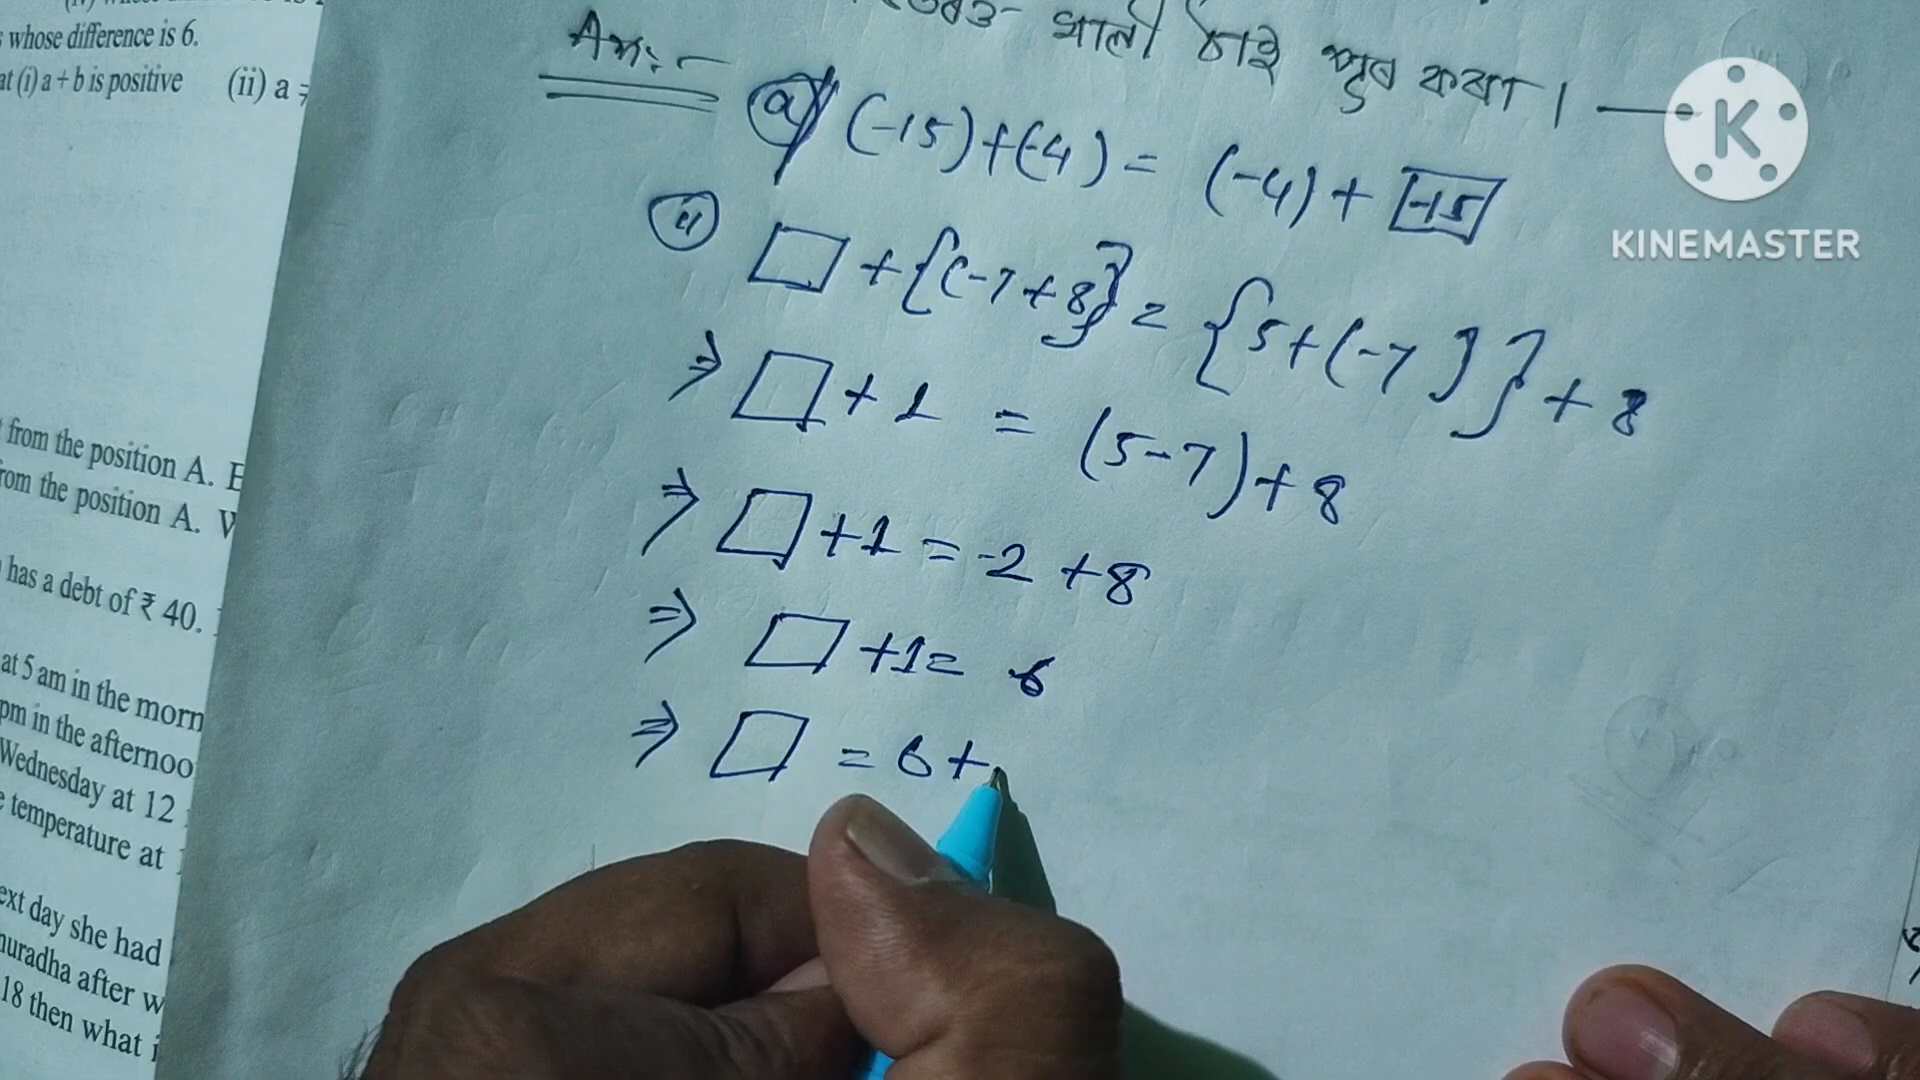 whose difference is 6.
at (i) a + b is positive (ii) a
from the position A.
from the position A.
has a debt of ₹ 40.
at 5 am in the morn
pm in the afternoo
Wednesday at 12
temperature at
ext day she had
nuradha after w
18 then what i
খালী ঠাই পূৰ কৰা। —
Ans:-
(a) (-15)+(-4) = (-4) + -15
(ii) □ + {(-7+8} = {5+(-7)} + 8
⇒ □ + 1 = (5-7) + 8
⇒ □ +1 = -2 +8
⇒ □ +1= 6
⇒ □ = 6+
K
KINEMASTER